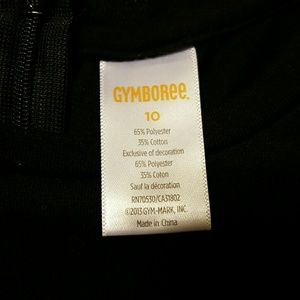 GYMBOREE
10
65% Polyester
35% Cotton
Exclusive of decoration
65% Polyester
35% Coton
Sauf la décoration
RN70530/CA31802
©2013 GYM-MARK, INC.
Made in China